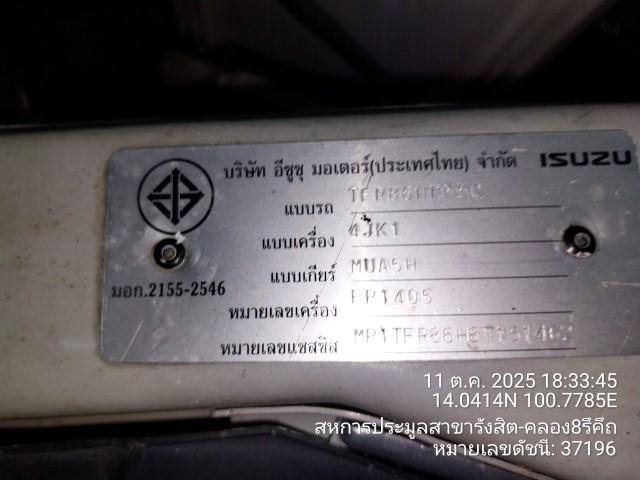 บริษัท อีซูซุ มอเตอร์(ประเทศไทย) จำกัด ISUZU
แบบรถ
แบบเครื่อง 4JK1
แบบเกียร์ MUA5H
มอก.2155-2546
หมายเลขเครื่อง
หมายเลขแชสซิส
11 ต.ค. 2025 18:33:45
14.0414N 100.7785E
สหการประมูลสาขารังสิต-คลอง8รีคีถ
หมายเลขดัชนี: 37196